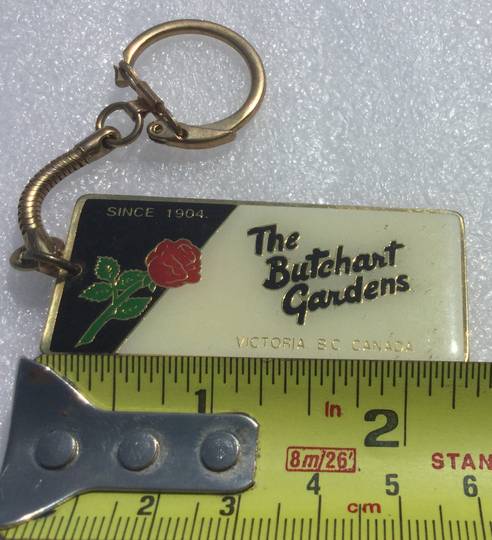 SINCE 1904.
The
Butchart
Gardens
VICTORIA B C CANADA
1 In 2
8m/26' STAN
2 3 4 cm 5 6